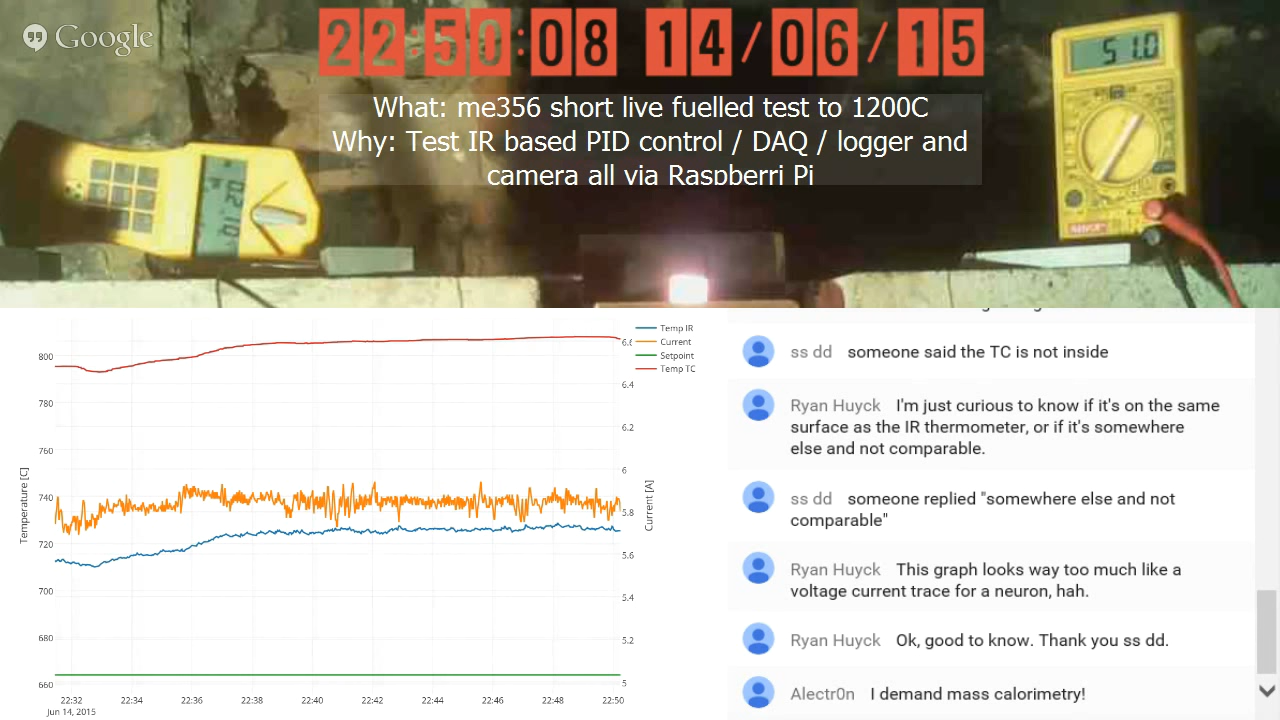 Google
22:50:08 14/06/15
What: me356 short live fuelled test to 1200C
Why: Test IR based PID control / DAQ / logger and
camera all via Raspberri Pi
51.0
Temp IR
Current
Setpoint
Temp TC
800
780
760
740
720
700
680
660
Temperature [C]
6.6
6.4
6.2
6
5.8
5.6
5.4
5.2
5
Current [A]
22:32
22:34
22:36
22:38
22:40
22:42
22:44
22:46
22:48
22:50
Jun 14, 2015
ss dd someone said the TC is not inside
Ryan Huyck I'm just curious to know if it's on the same
surface as the IR thermometer, or if it's somewhere
else and not comparable.
ss dd someone replied "somewhere else and not
comparable"
Ryan Huyck This graph looks way too much like a
voltage current trace for a neuron, hah.
Ryan Huyck Ok, good to know. Thank you ss dd.
Alectr0n I demand mass calorimetry!